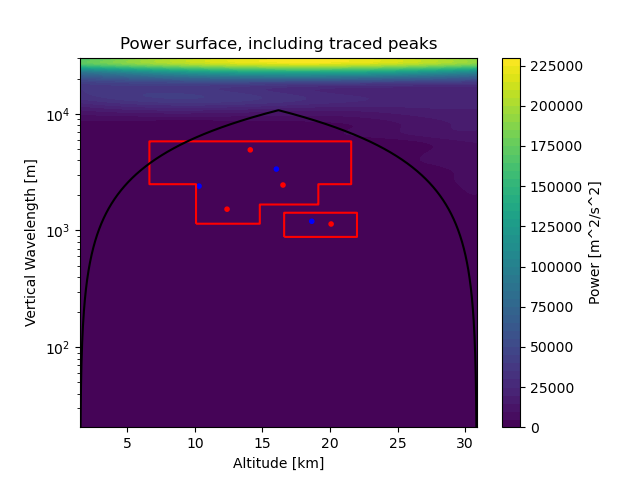 Power surface, including traced peaks
Vertical Wavelength [m]
10^4
10^3
10^2
5 10 15 20 25 30
Altitude [km]
225000
200000
175000
150000
125000
100000
75000
50000
25000
0
Power [m^2/s^2]